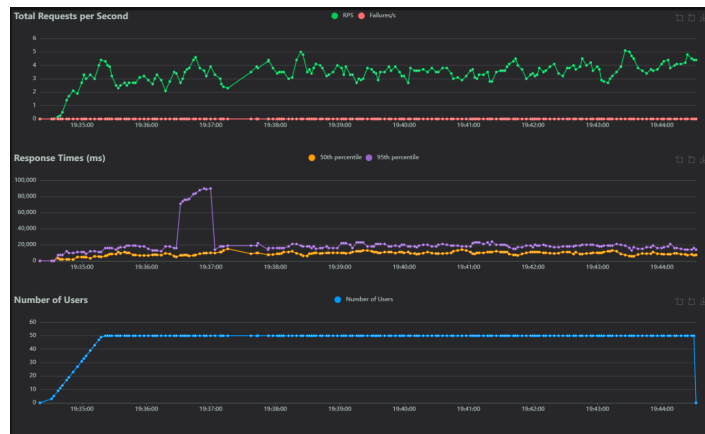 Total Requests per Second
RPS Failures/s
6
5
4
3
2
1
0
19:35:00 19:36:00 19:37:00 19:38:00 19:39:00 19:40:00 19:41:00 19:42:00 19:43:00 19:44:00
Response Times (ms)
50th percentile 95th percentile
100,000
80,000
60,000
40,000
20,000
0
19:35:00 19:36:00 19:37:00 19:38:00 19:39:00 19:40:00 19:41:00 19:42:00 19:43:00 19:44:00
Number of Users
Number of Users
60
50
40
30
20
10
0
19:35:00 19:36:00 19:37:00 19:38:00 19:39:00 19:40:00 19:41:00 19:42:00 19:43:00 19:44:00